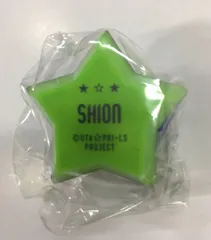 ★ ☆ ★
SHION
©UTA☆PRI-LS
PROJECT